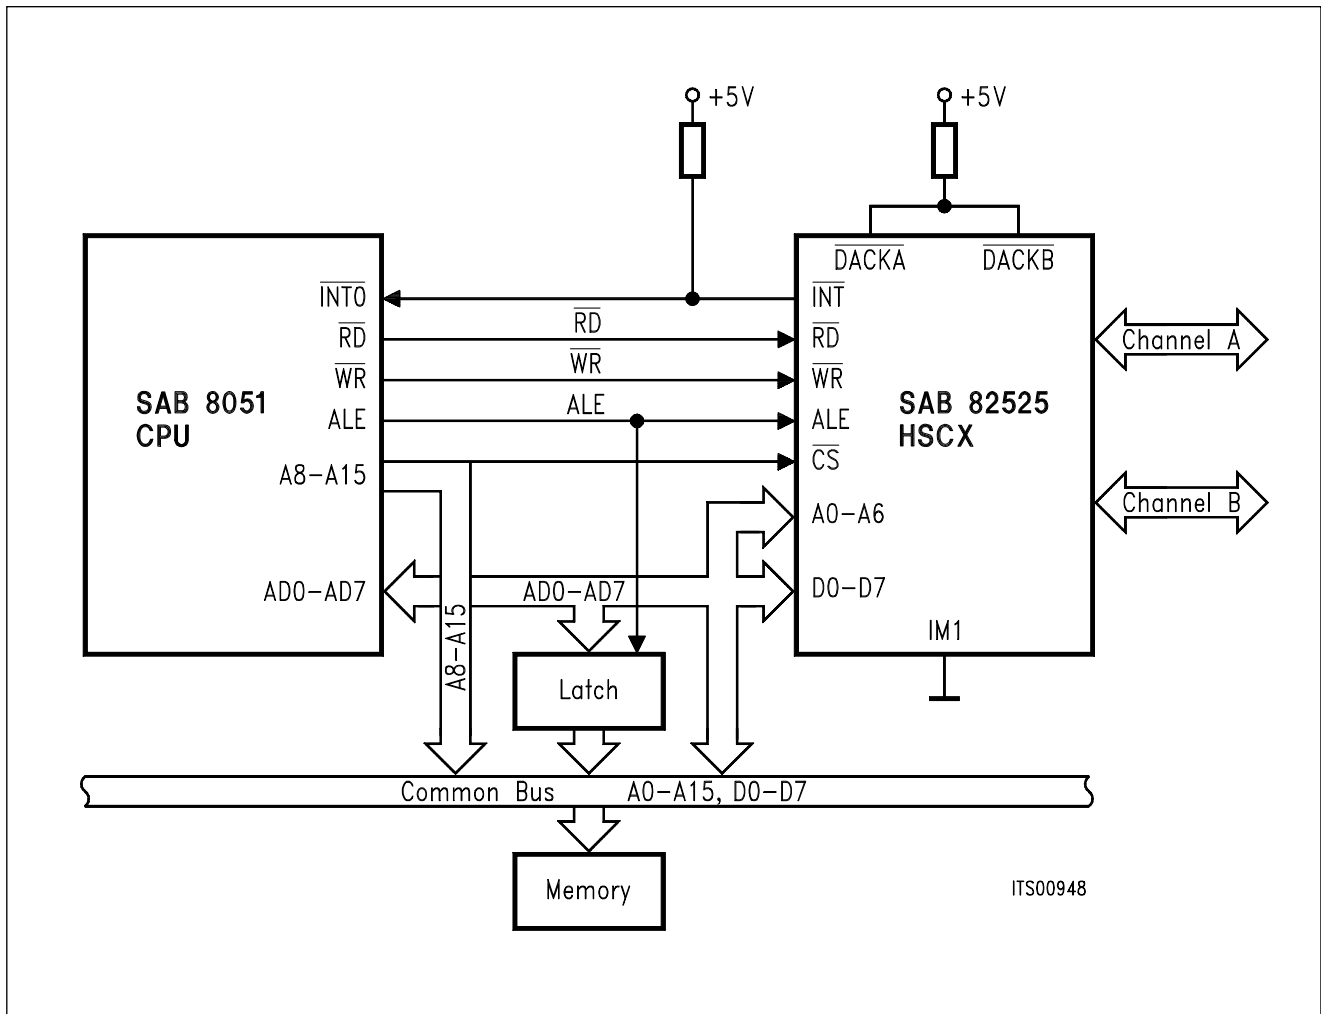 +5V
+5V
DACKA
DACKB
INT0
INT
RD
RD
RD
Channel A
WR
WR
WR
SAB 8051
CPU
ALE
ALE
ALE
SAB 82525
HSCX
A8-A15
CS
Channel B
A0-A6
AD0-AD7
AD0-AD7
D0-D7
A8-A15
IM1
Latch
Common Bus A0-A15, D0-D7
Memory
ITS00948